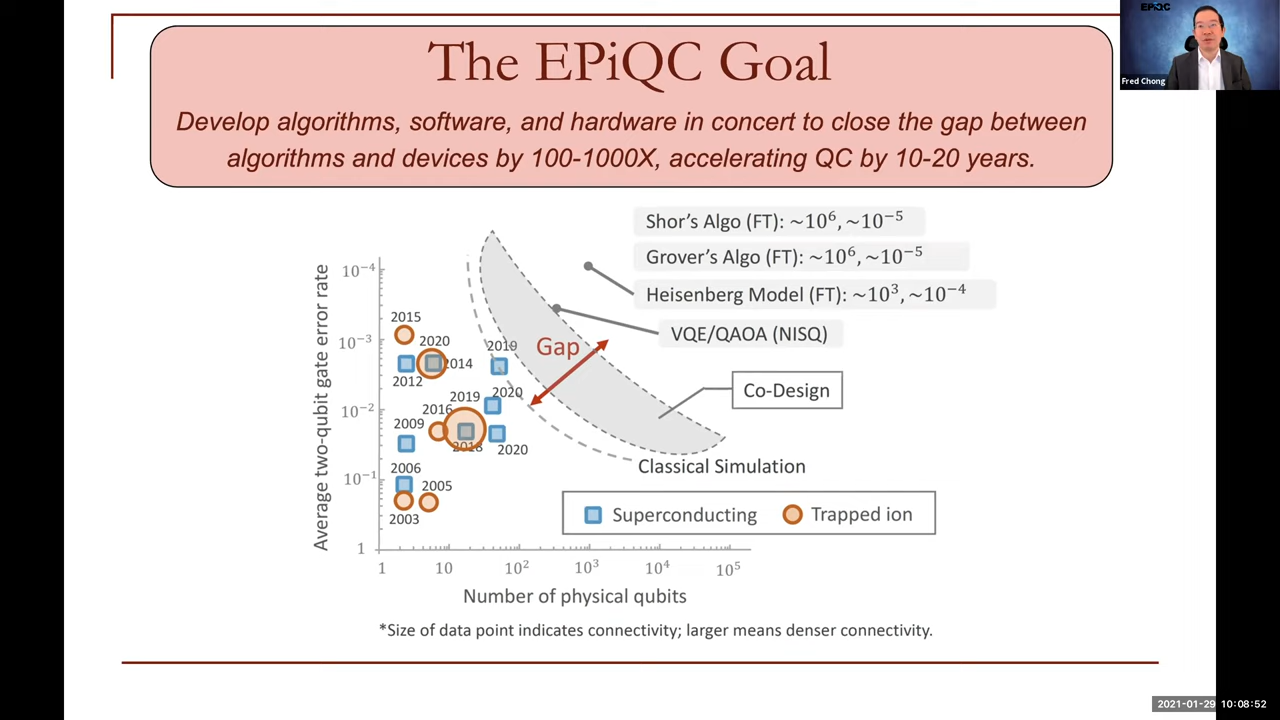 EPiQC
Fred Chong
The EPiQC Goal
Develop algorithms, software, and hardware in concert to close the gap between
algorithms and devices by 100-1000X, accelerating QC by 10-20 years.
Shor's Algo (FT): ~10⁶, ~10⁻⁵
Grover's Algo (FT): ~10⁶, ~10⁻⁵
Heisenberg Model (FT): ~10³, ~10⁻⁴
VQE/QAOA (NISQ)
Gap
Co-Design
Classical Simulation
Average two-qubit gate error rate
10⁻⁴
10⁻³
10⁻²
10⁻¹
1
2015
2020
2014
2012
2019
2019
2020
2016
2009
2018
2020
2006
2005
2003
Superconducting
Trapped ion
1
10
10²
10³
10⁴
10⁵
Number of physical qubits
*Size of data point indicates connectivity; larger means denser connectivity.
2021-01-29 10:08:52